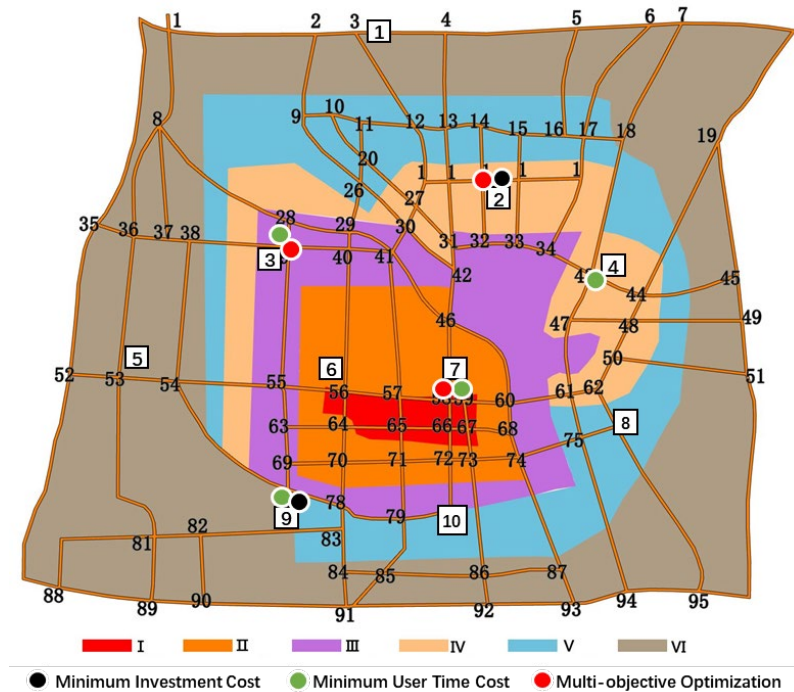 1 2 3 1 4 5 6 7
8 9 10 11 12 13 14 15 16 17 18 19
20 1 1 1 1 1
26 27 2
28 29 30 31 32 33 34
35 36 37 38 3 40 41 42 4 44 45
46 47 48 49
5 6 7 50 51
52 53 54 55 56 57 60 61 62
63 64 65 66 67 68 8
69 70 71 72 73 74 75
9 78 79 10
81 82 83
84 85 86 87
88 89 90 91 92 93 94 95
I II III IV V VI
Minimum Investment Cost Minimum User Time Cost Multi-objective Optimization